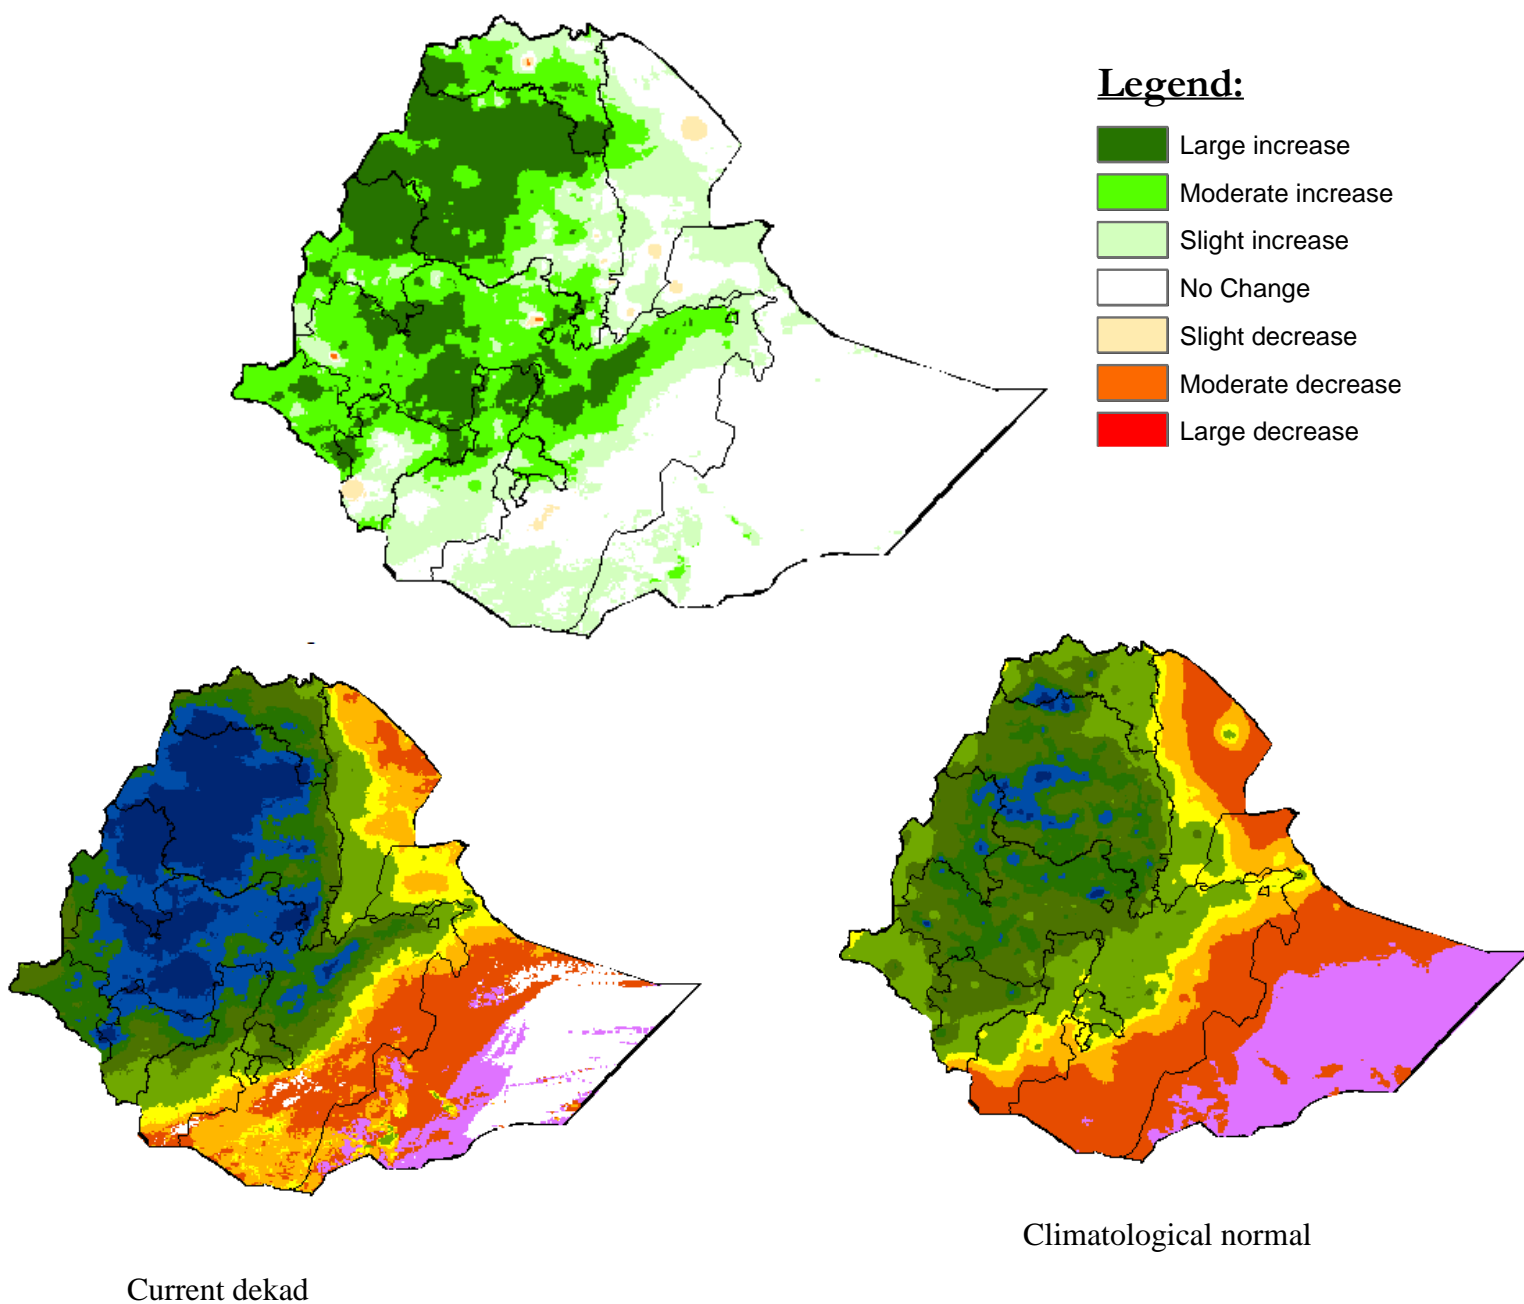 Legend:
Large increase
Moderate increase
Slight increase
No Change
Slight decrease
Moderate decrease
Large decrease
Climatological normal
Current dekad